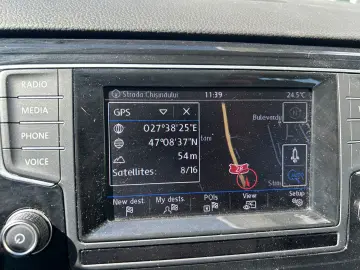 Strada Chișinăului 11:39 24.5°C
RADIO
MEDIA
PHONE
VOICE
GPS
027°38'25"E
47°08'37"N
54m
Satellites: 8/16
28
New dest.
My dests.
POIs
View
Setup